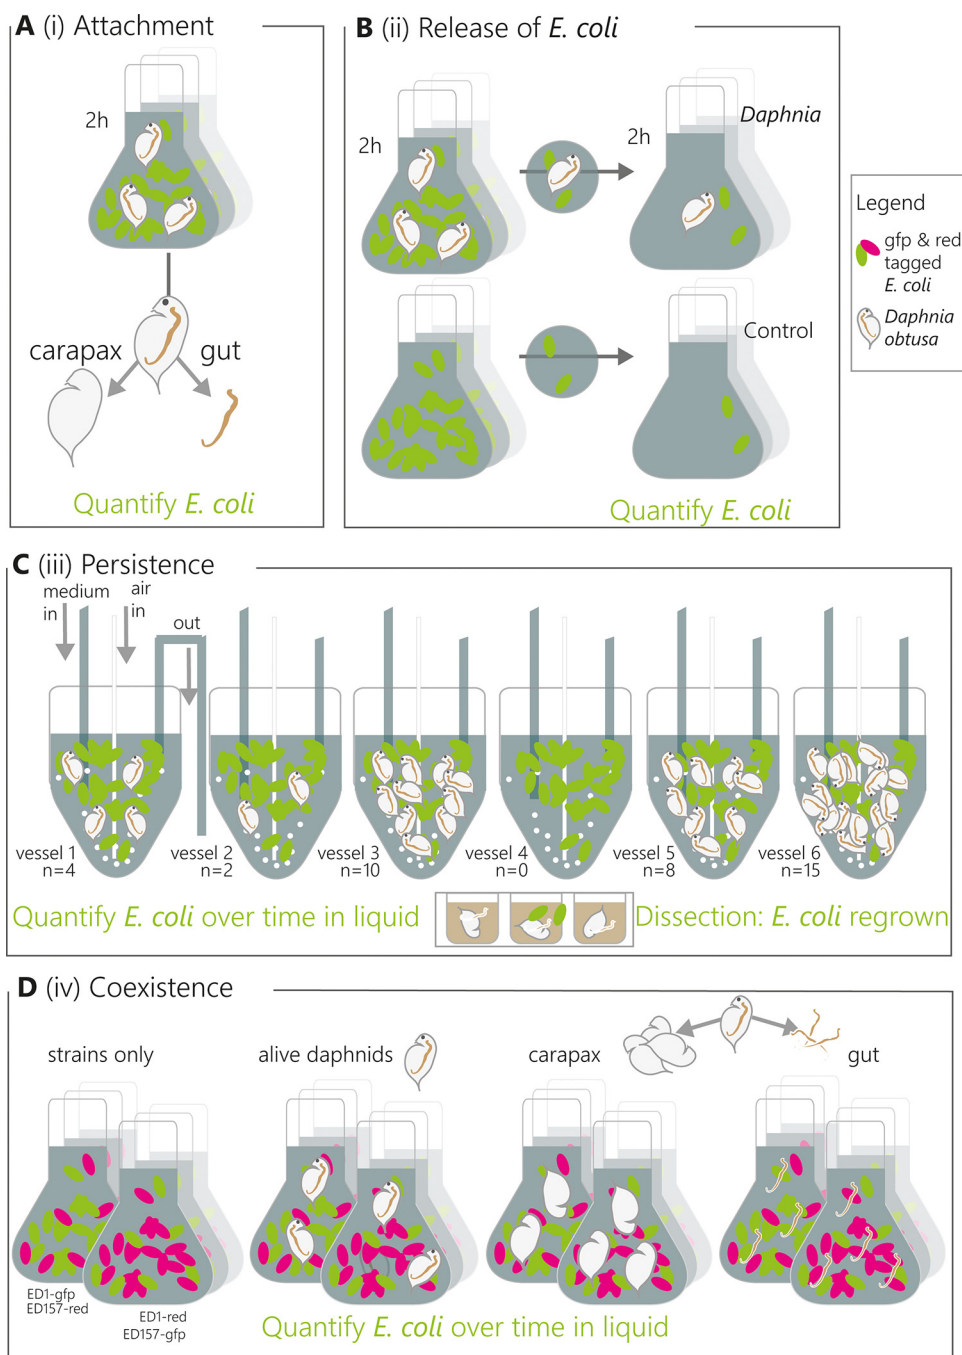 A (i) Attachment
2h
carapax
gut
Quantify E. coli
B (ii) Release of E. coli
2h
2h
Daphnia
Control
Quantify E. coli
Legend
gfp & red
tagged
E. coli
Daphnia
obtusa
C (iii) Persistence
medium
in
air
in
out
vessel 1
n=4
vessel 2
n=2
vessel 3
n=10
vessel 4
n=0
vessel 5
n=8
vessel 6
n=15
Quantify E. coli over time in liquid
Dissection: E. coli regrown
D (iv) Coexistence
strains only
alive daphnids
carapax
gut
ED1-gfp
ED157-red
ED1-red
ED157-gfp
Quantify E. coli over time in liquid